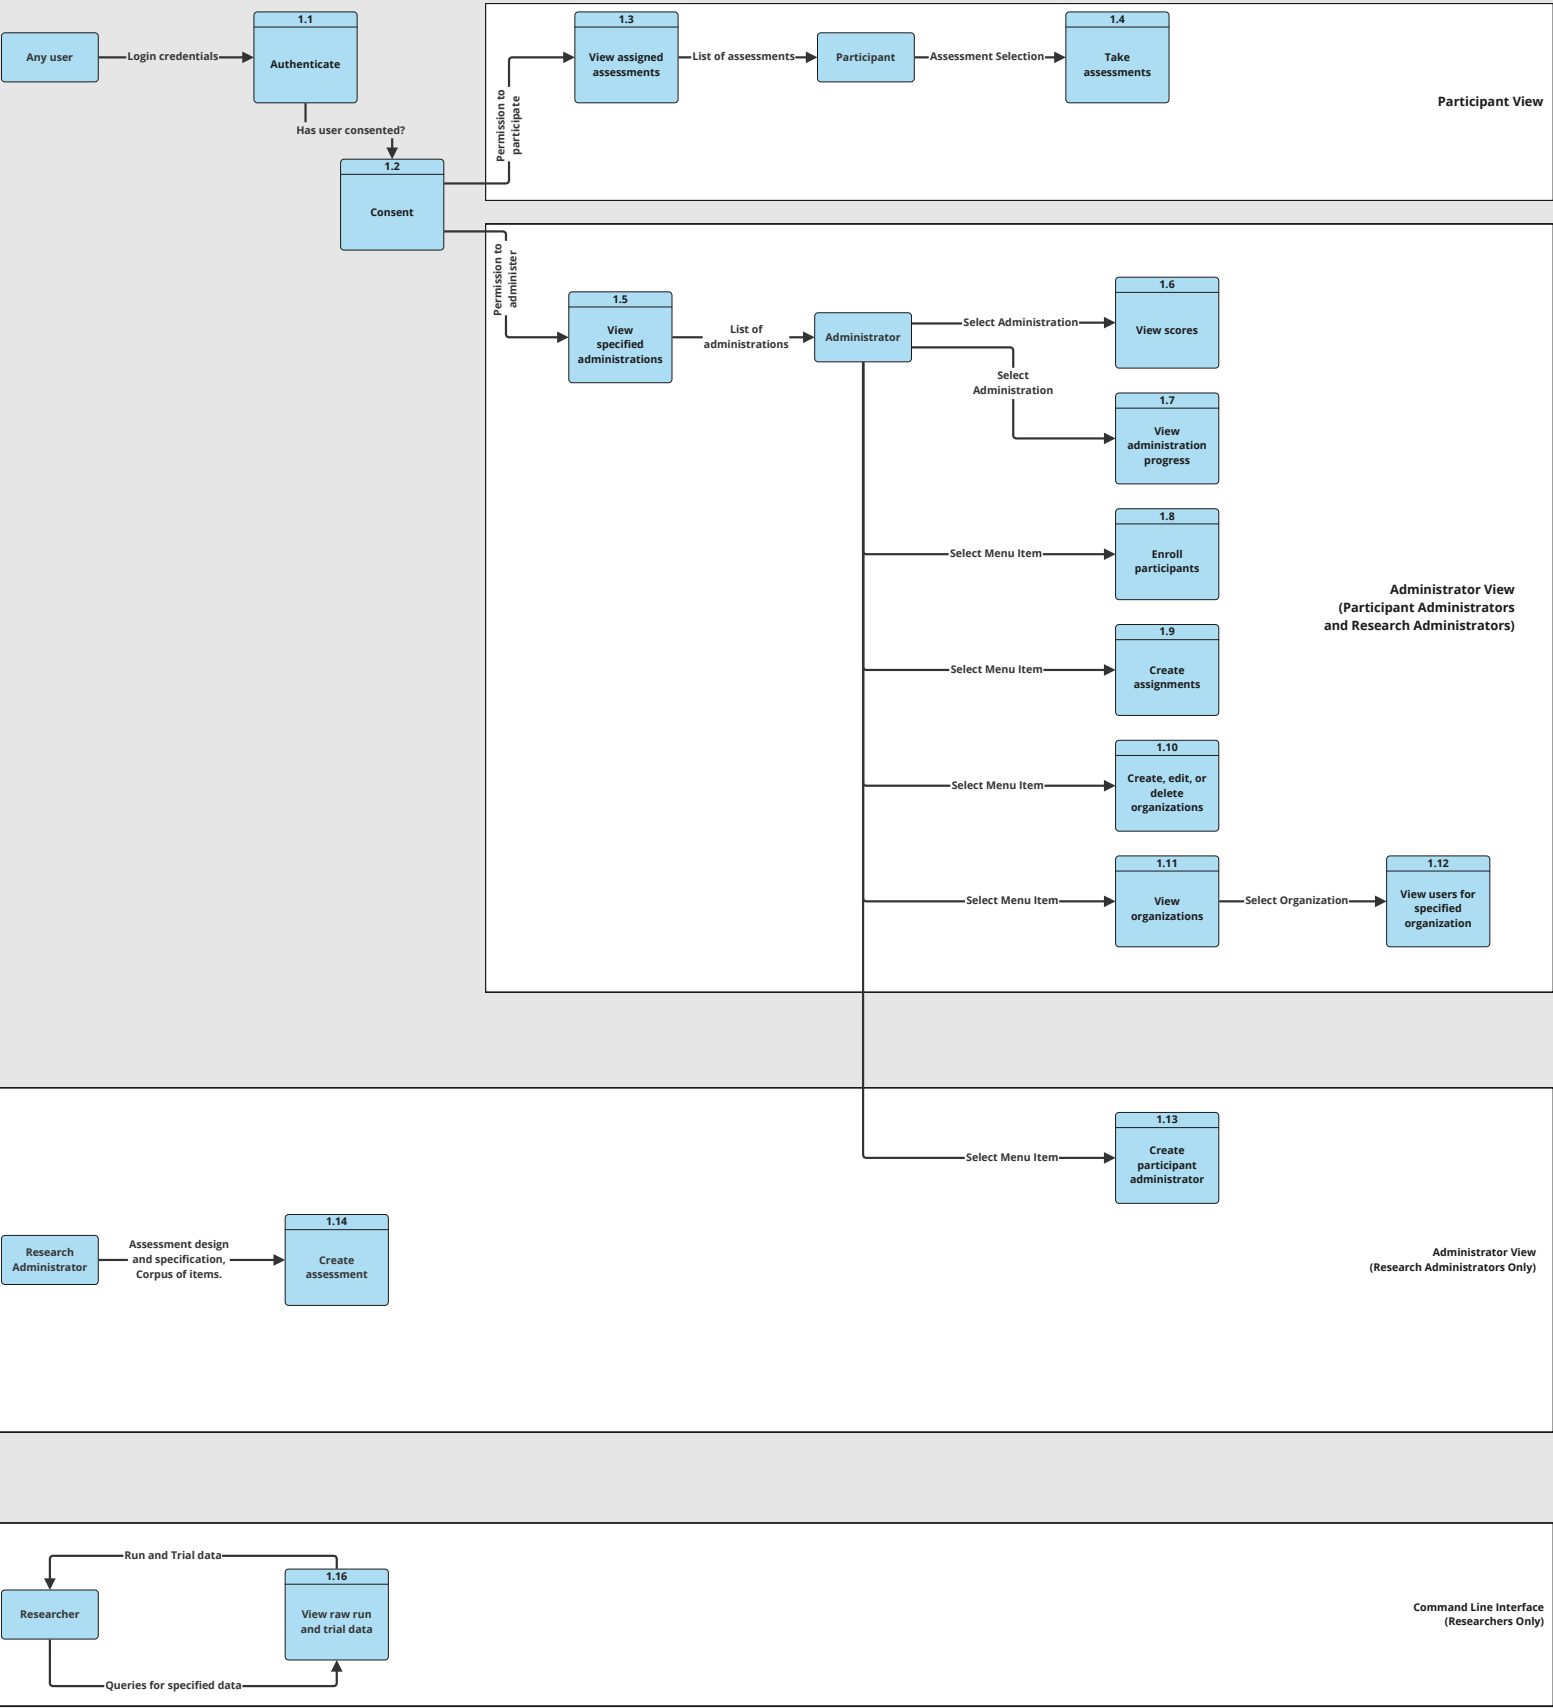 Any user
Login credentials
1.1
Authenticate
Has user consented?
1.2
Consent
Permission to
participate
1.3
View assigned
assessments
List of assessments
Participant
Assessment Selection
1.4
Take
assessments
Participant View
Permission to
administer
1.5
View
specified
administrations
List of
administrations
Administrator
Select Administration
1.6
View scores
Select
Administration
1.7
View
administration
progress
Select Menu Item
1.8
Enroll
participants
Administrator View
(Participant Administrators
and Research Administrators)
Select Menu Item
1.9
Create
assignments
Select Menu Item
1.10
Create, edit, or
delete
organizations
Select Menu Item
1.11
View
organizations
Select Organization
1.12
View users for
specified
organization
Select Menu Item
1.13
Create
participant
administrator
Research
Administrator
Assessment design
and specification,
Corpus of items.
1.14
Create
assessment
Administrator View
(Research Administrators Only)
Run and Trial data
Researcher
1.16
View raw run
and trial data
Queries for specified data
Command Line Interface
(Researchers Only)